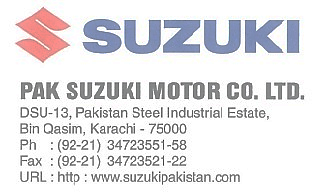 SUZUKI
PAK SUZUKI MOTOR CO. LTD.
DSU-13, Pakistan Steel Industrial Estate,
Bin Qasim, Karachi - 75000
Ph : (92-21) 34723551-58
Fax : (92-21) 34723521-22
URL : http : www.suzukipakistan.com